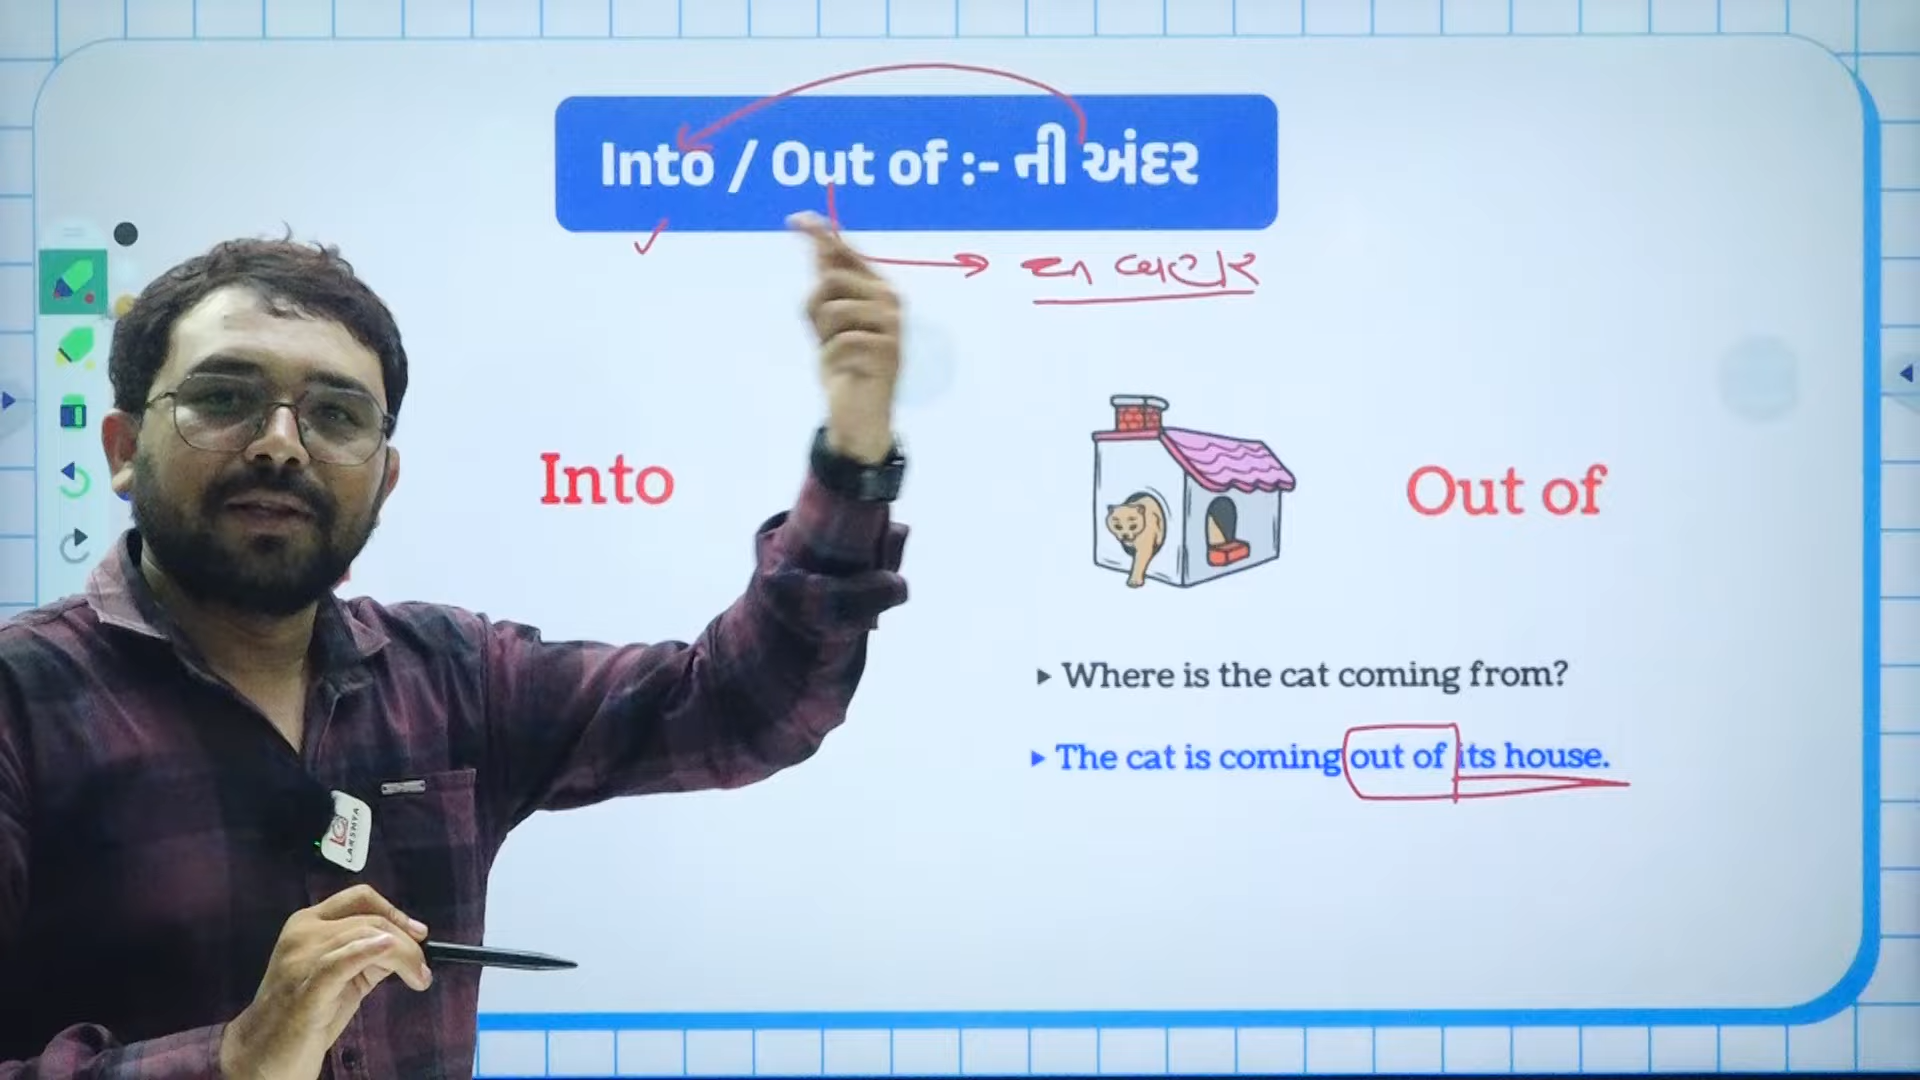 Into / Out of :- ની અંદર
બહાર
Into
Out of
▸ Where is the cat coming from?
▸ The cat is coming out of its house.
LAKSHYA